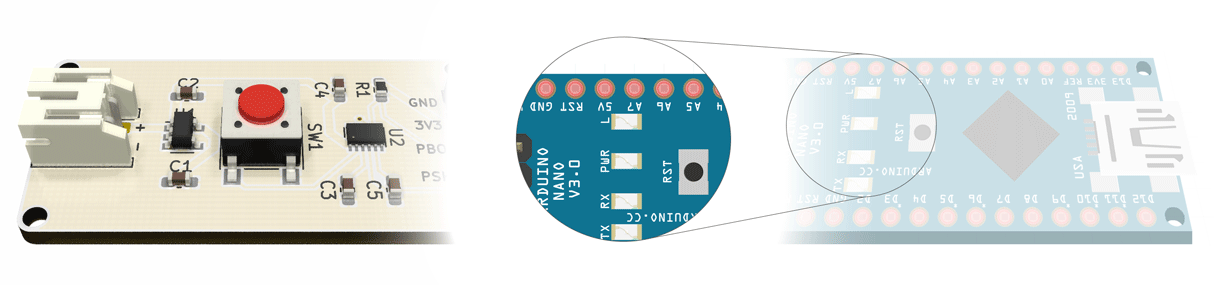 C2
C4
R1
GND
+
3V3
-
SW1
U2
PB0
C1
C3
C5
GND
RST
5V
A7
A6
A5
L
PWR
RST
RX
TX
ARDUINO
NANO
V3.0
ARDUINO.CC
RST
5V
A7
A6
A5
A4
A3
A2
A1
A0
REF
3V3
D13
L
PWR
RX
TX
RST
NANO
V3.0
ARDUINO.CC
USA
2009
RST
GND
D2
D3
D4
D5
D6
D7
D8
D9
D10
D11
D12